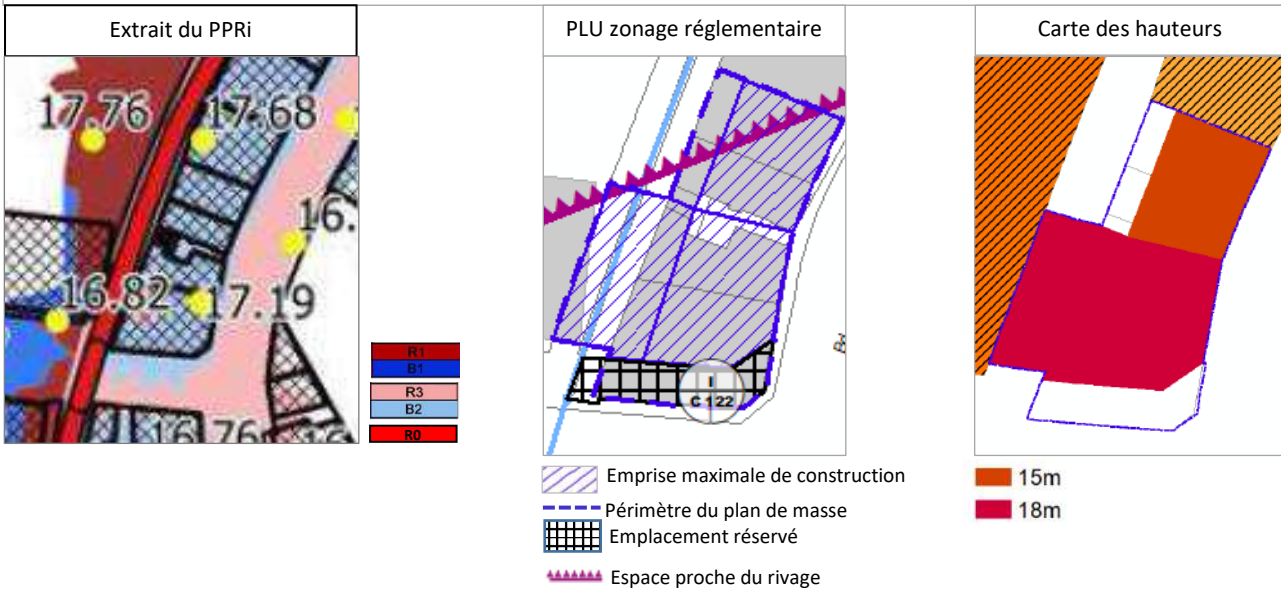 Extrait du PPRi
PLU zonage réglementaire
Carte des hauteurs
17.76
17.68
16.
16.82
17.19
16.76
R1
B1
R3
B2
R0
I
C 122
Emprise maximale de construction
Périmètre du plan de masse
Emplacement réservé
Espace proche du rivage
15m
18m